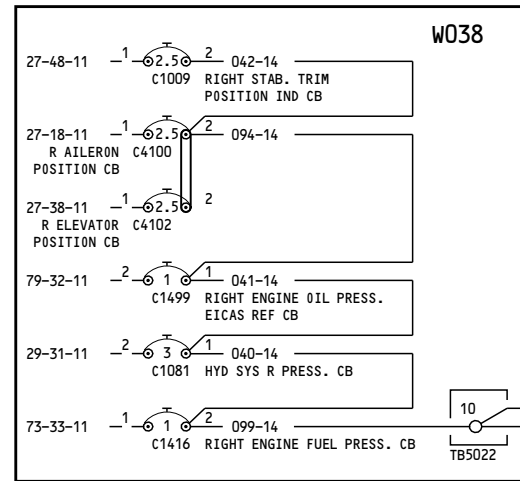 W038
27-48-11 1 2.5 2 042-14
C1009 RIGHT STAB. TRIM
POSITION IND CB
27-18-11 1 2.5 2 094-14
R AILERON C4100
POSITION CB
27-38-11 1 2.5 2
R ELEVATOR C4102
POSITION CB
79-32-11 2 1 1 041-14
C1499 RIGHT ENGINE OIL PRESS.
EICAS REF CB
29-31-11 2 3 1 040-14
C1081 HYD SYS R PRESS. CB
10
73-33-11 1 1 2 099-14
C1416 RIGHT ENGINE FUEL PRESS. CB
TB5022